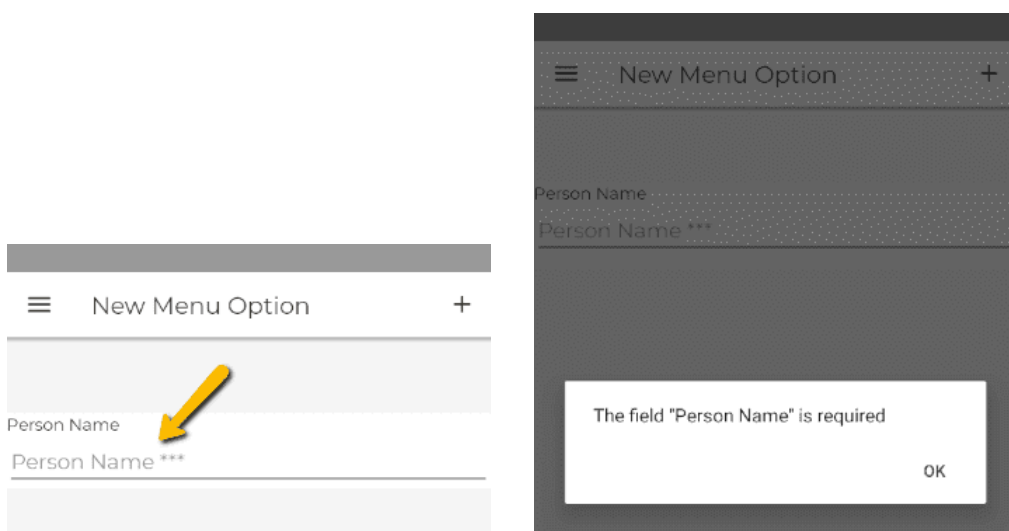 New Menu Option +
Person Name
Person Name ***
New Menu Option +
Person Name
Person Name ***
The field "Person Name" is required
OK